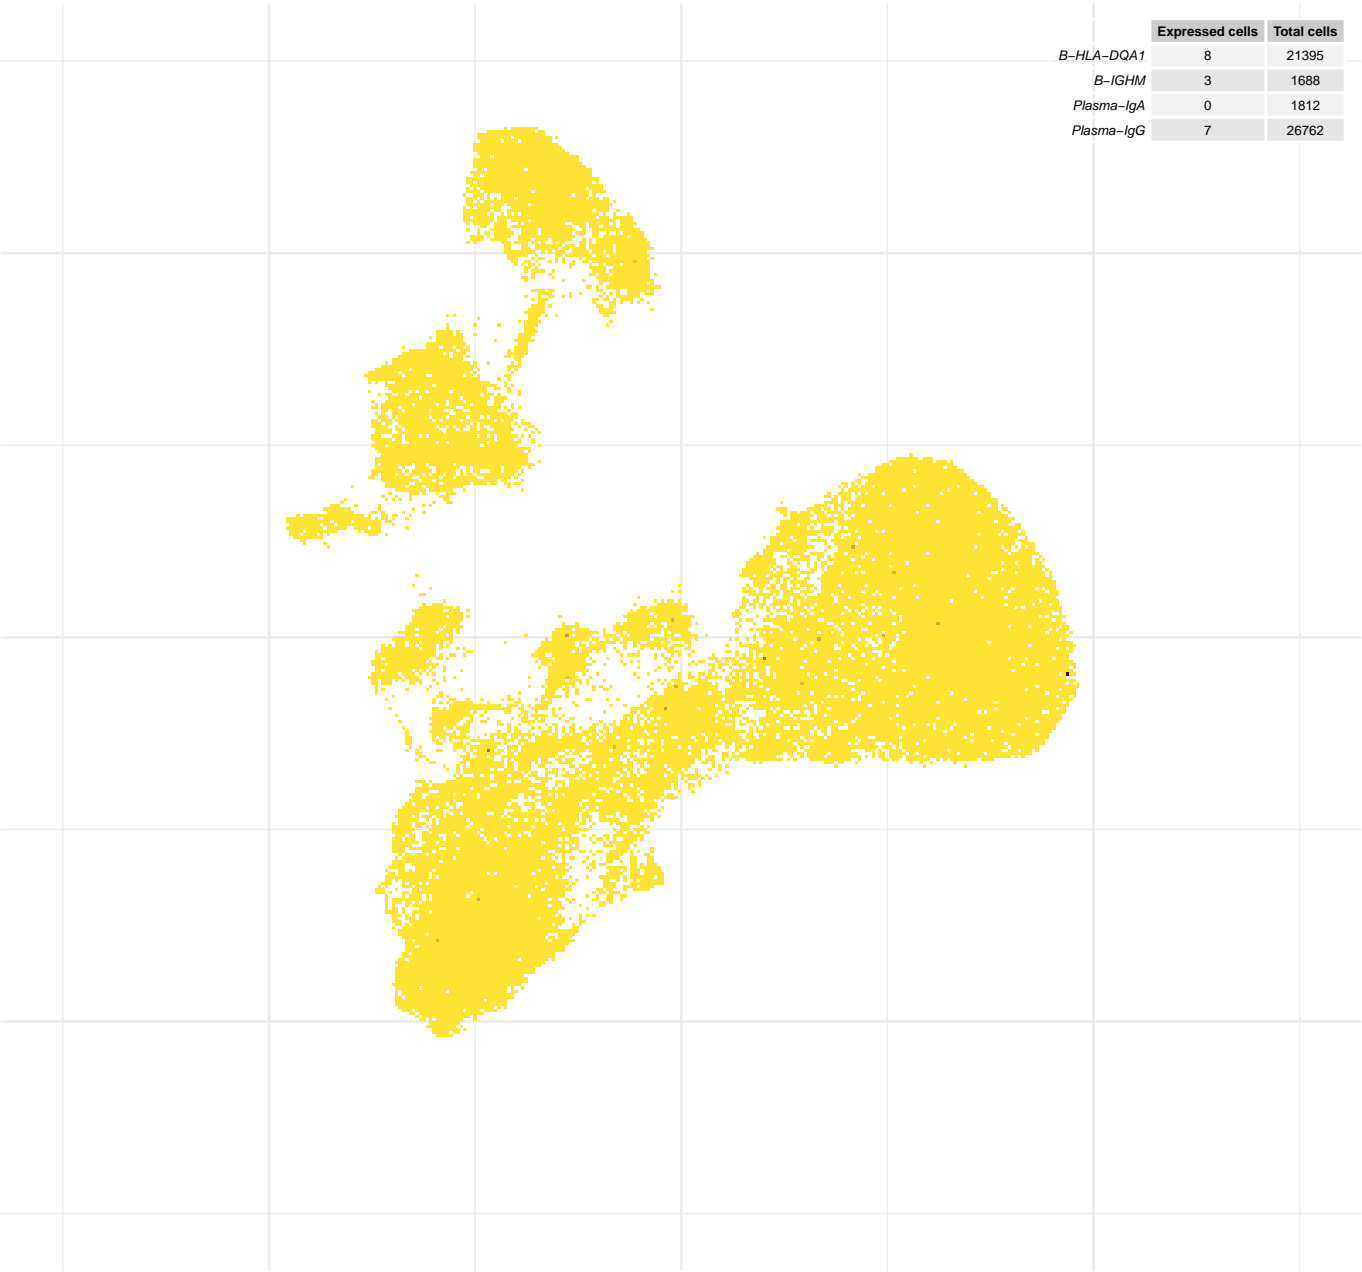 Expressed cells Total cells
B−HLA−DQA1 8 21395
B−IGHM 3 1688
Plasma−IgA 0 1812
Plasma−IgG 7 26762